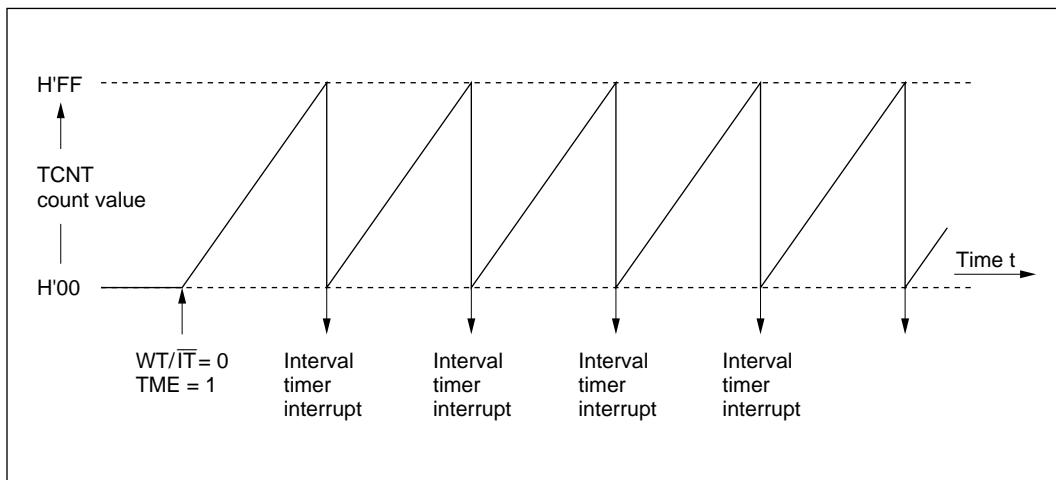 H'FF
TCNT
count value
H'00
Time t
WT/I̅T̅ = 0
TME = 1
Interval
timer
interrupt
Interval
timer
interrupt
Interval
timer
interrupt
Interval
timer
interrupt